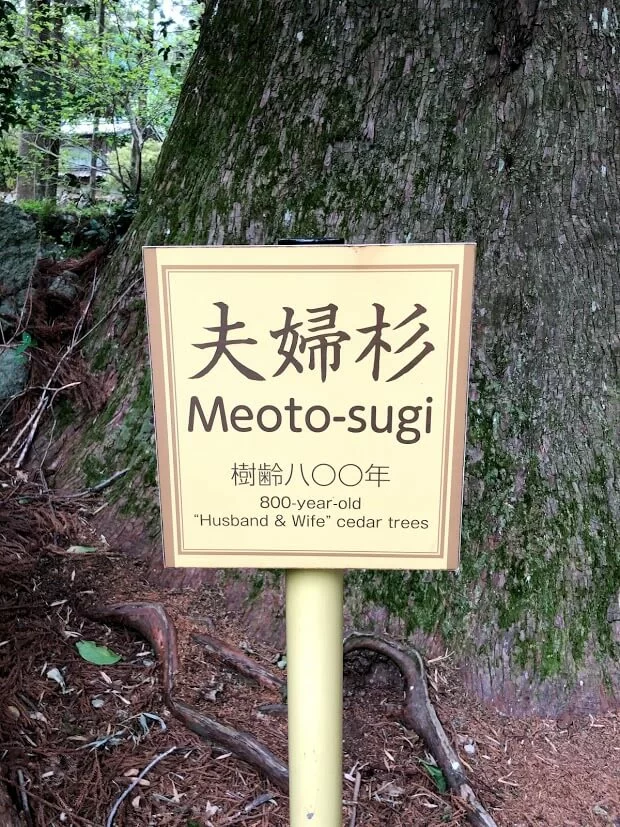 夫婦杉
Meoto-sugi
樹齢八〇〇年
800-year-old
“Husband & Wife” cedar trees